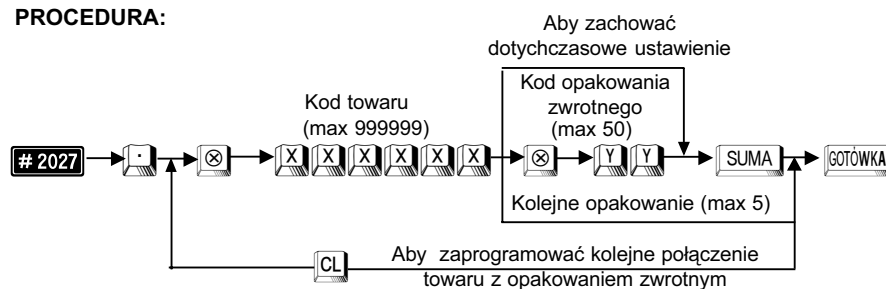 PROCEDURA:
Aby zachować
dotychczasowe ustawienie
Kod opakowania
zwrotnego
(max 50)
Kod towaru
(max 999999)
# 2027 · ⊗ X X X X X X ⊗ Y Y SUMA GOTÓWKA
Kolejne opakowanie (max 5)
CL
Aby zaprogramować kolejne połączenie
towaru z opakowaniem zwrotnym